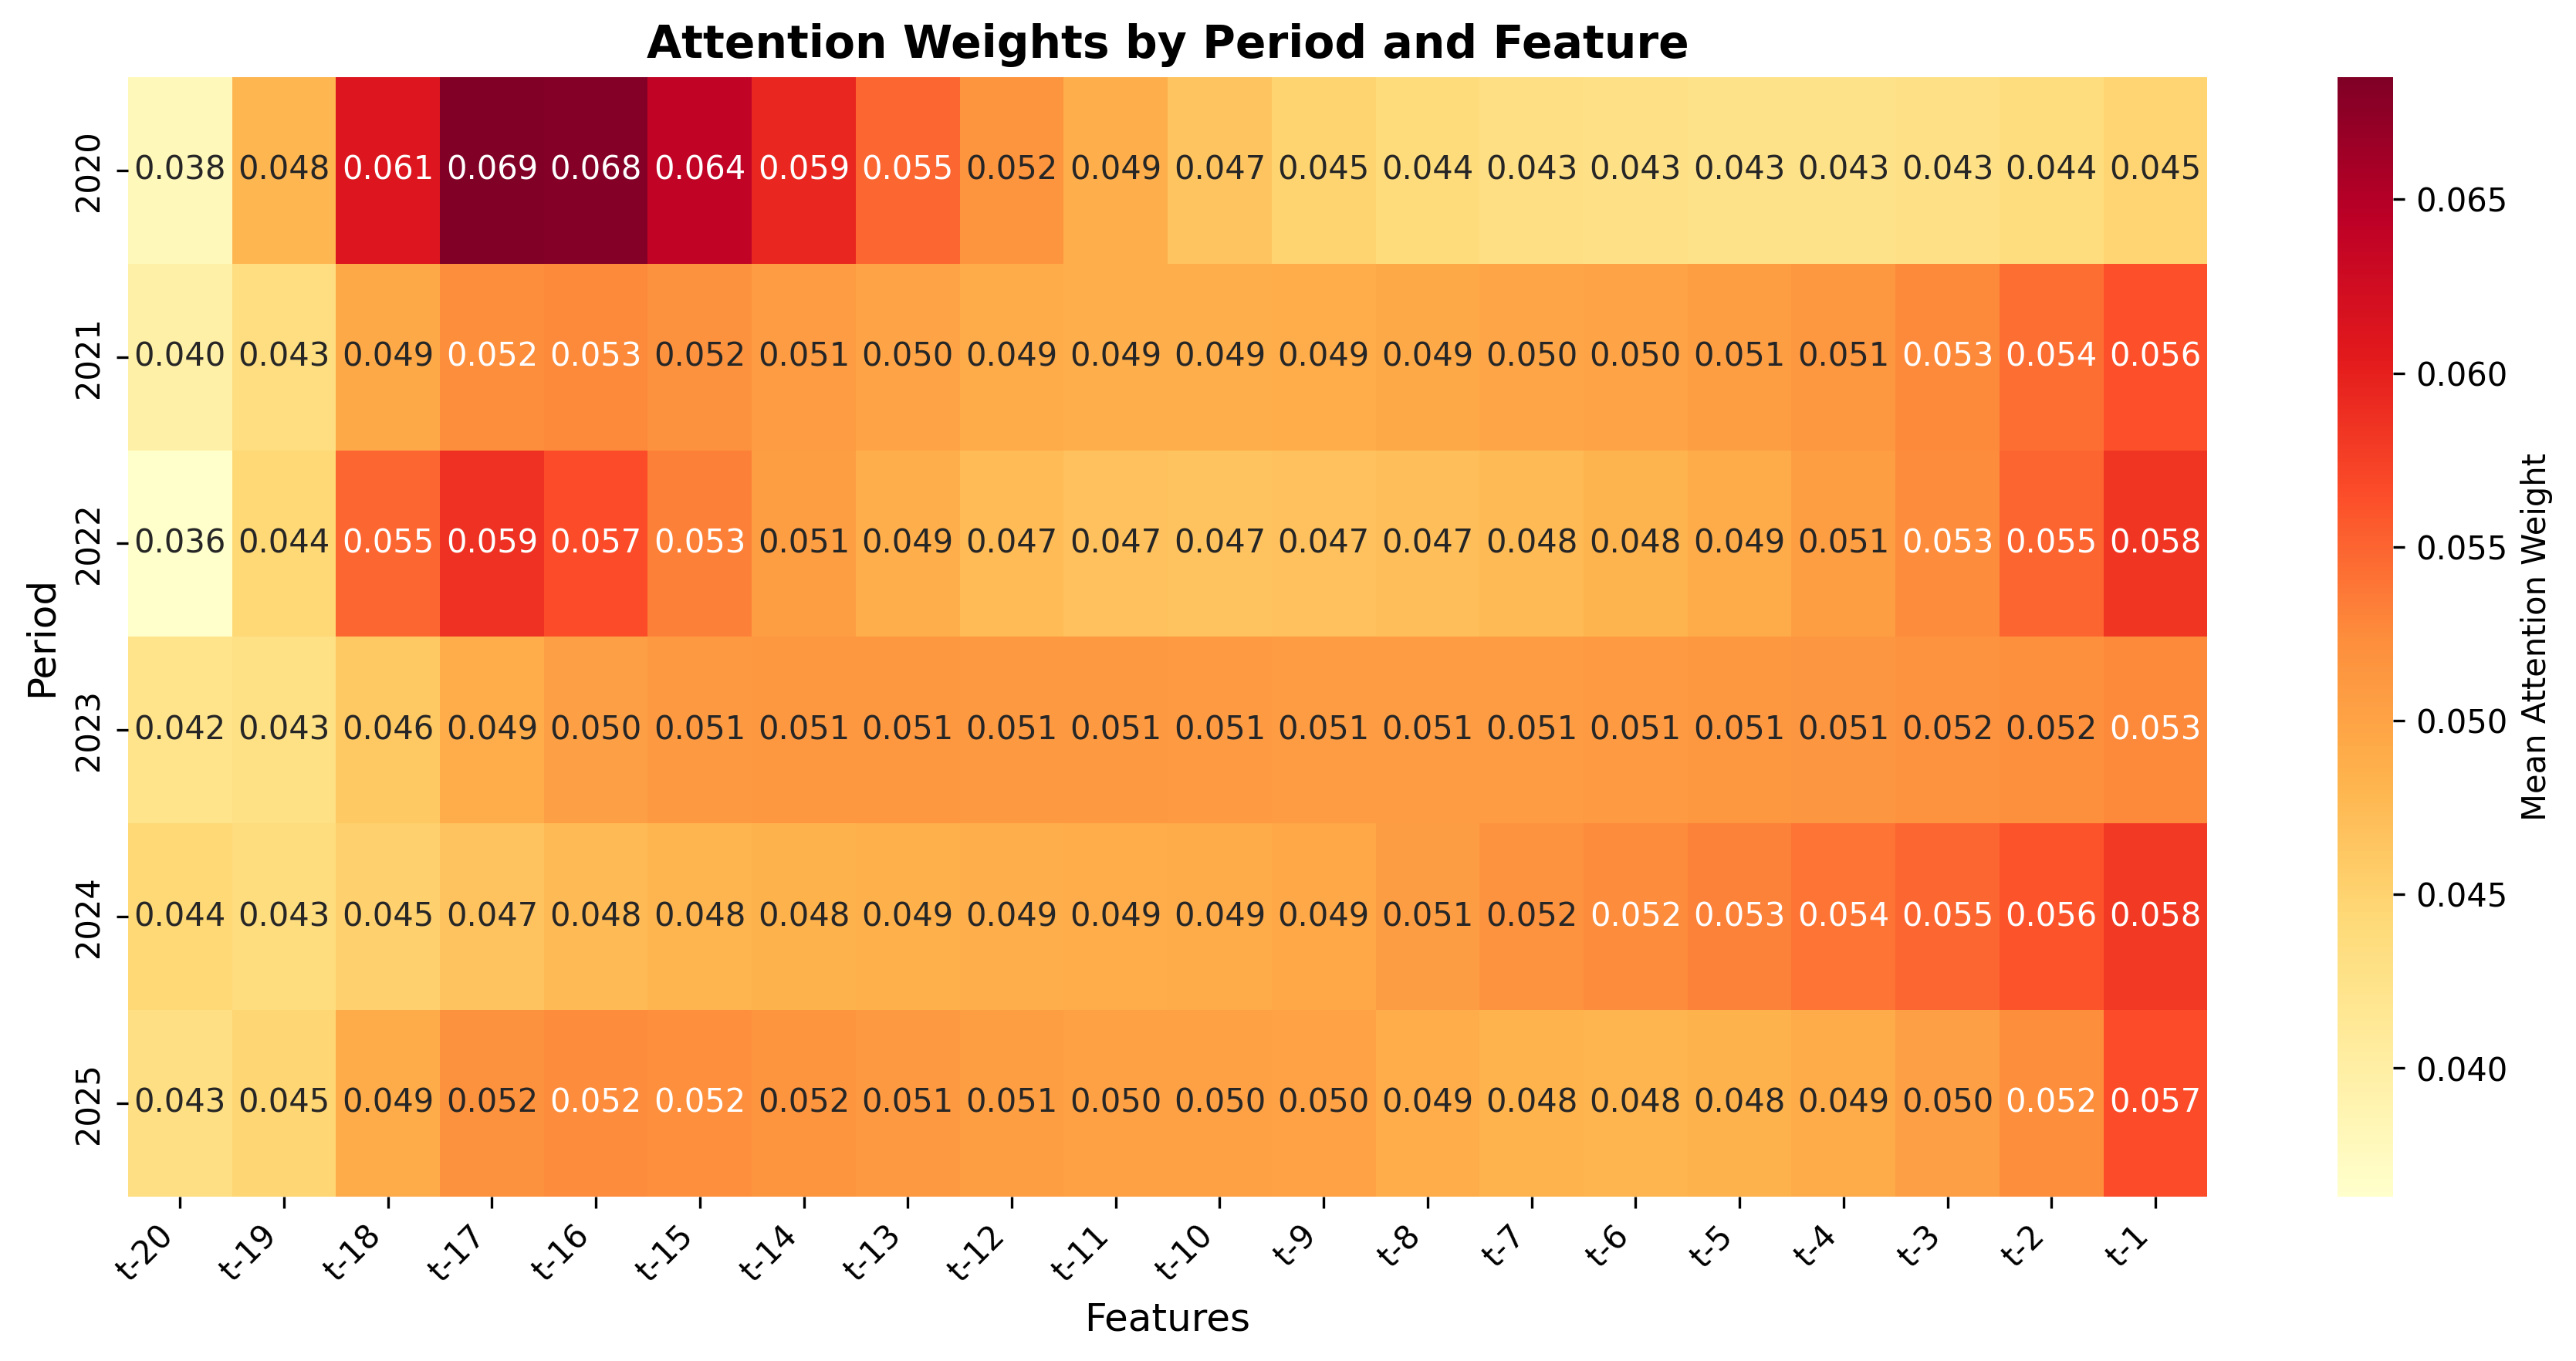 Attention Weights by Period and Feature
2020 0.038 0.048 0.061 0.069 0.068 0.064 0.059 0.055 0.052 0.049 0.047 0.045 0.044 0.043 0.043 0.043 0.043 0.043 0.044 0.045
2021 0.040 0.043 0.049 0.052 0.053 0.052 0.051 0.050 0.049 0.049 0.049 0.049 0.049 0.050 0.050 0.051 0.051 0.053 0.054 0.056
2022 0.036 0.044 0.055 0.059 0.057 0.053 0.051 0.049 0.047 0.047 0.047 0.047 0.047 0.048 0.048 0.049 0.051 0.053 0.055 0.058
2023 0.042 0.043 0.046 0.049 0.050 0.051 0.051 0.051 0.051 0.051 0.051 0.051 0.051 0.051 0.051 0.051 0.051 0.052 0.052 0.053
2024 0.044 0.043 0.045 0.047 0.048 0.048 0.048 0.049 0.049 0.049 0.049 0.049 0.051 0.052 0.052 0.053 0.054 0.055 0.056 0.058
2025 0.043 0.045 0.049 0.052 0.052 0.052 0.052 0.051 0.051 0.050 0.050 0.050 0.049 0.048 0.048 0.048 0.049 0.050 0.052 0.057
Period
t-20 t-19 t-18 t-17 t-16 t-15 t-14 t-13 t-12 t-11 t-10 t-9 t-8 t-7 t-6 t-5 t-4 t-3 t-2 t-1
Features
0.065
0.060
0.055
0.050
0.045
0.040
Mean Attention Weight